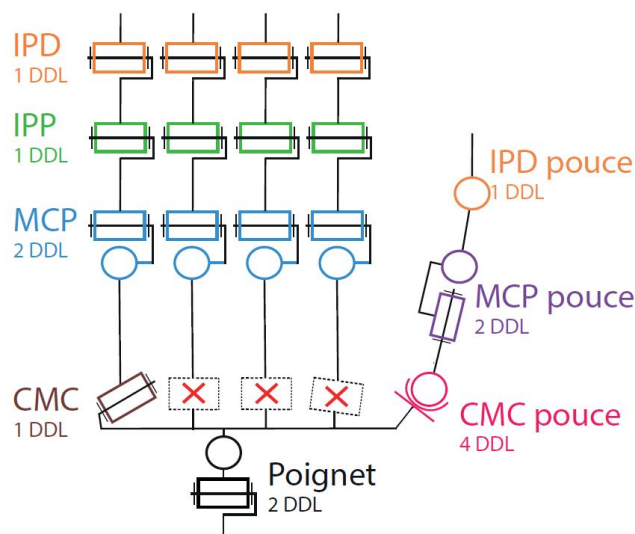 IPD
1 DDL
IPP
1 DDL
IPD pouce
1 DDL
MCP
2 DDL
MCP pouce
2 DDL
CMC
1 DDL
CMC pouce
4 DDL
Poignet
2 DDL